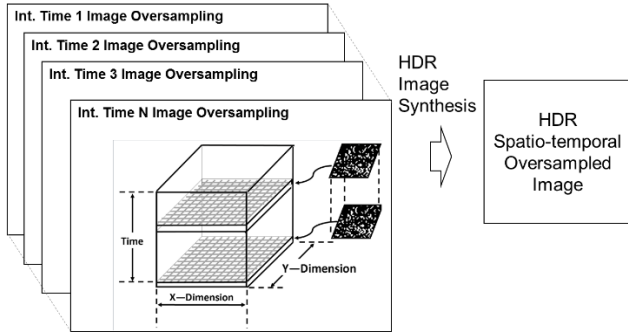 Int. Time 1 Image Oversampling
Int. Time 2 Image Oversampling
Int. Time 3 Image Oversampling
Int. Time N Image Oversampling
Time
X—Dimension
Y—Dimension
HDR
Image
Synthesis
HDR
Spatio-temporal
Oversampled
Image